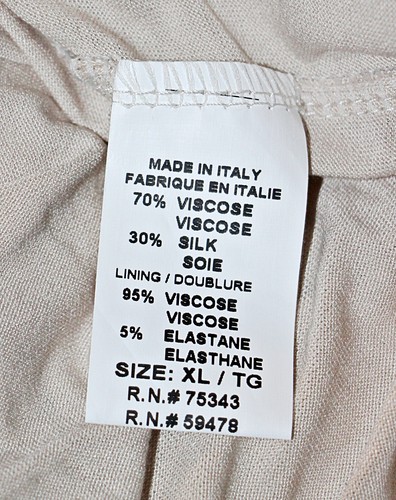 MADE IN ITALY
FABRIQUE EN ITALIE
70% VISCOSE
VISCOSE
30% SILK
SOIE
LINING / DOUBLURE
95% VISCOSE
VISCOSE
5% ELASTANE
ELASTHANE
SIZE: XL / TG
R.N.# 75343
R.N.# 59478